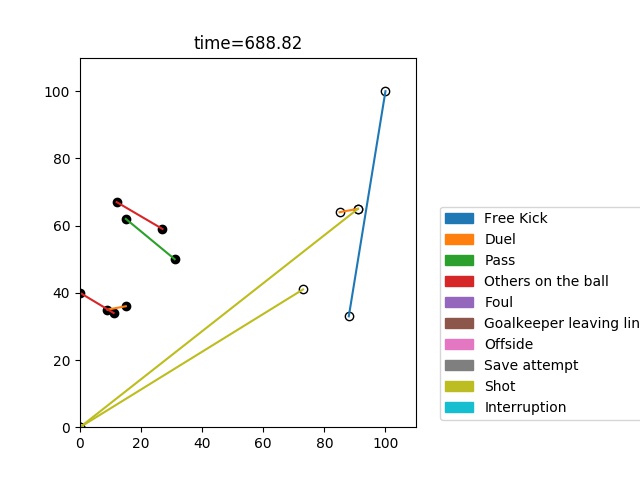 time=688.82
100
80
60
40
20
0
0 20 40 60 80 100
Free Kick
Duel
Pass
Others on the ball
Foul
Goalkeeper leaving lin
Offside
Save attempt
Shot
Interruption